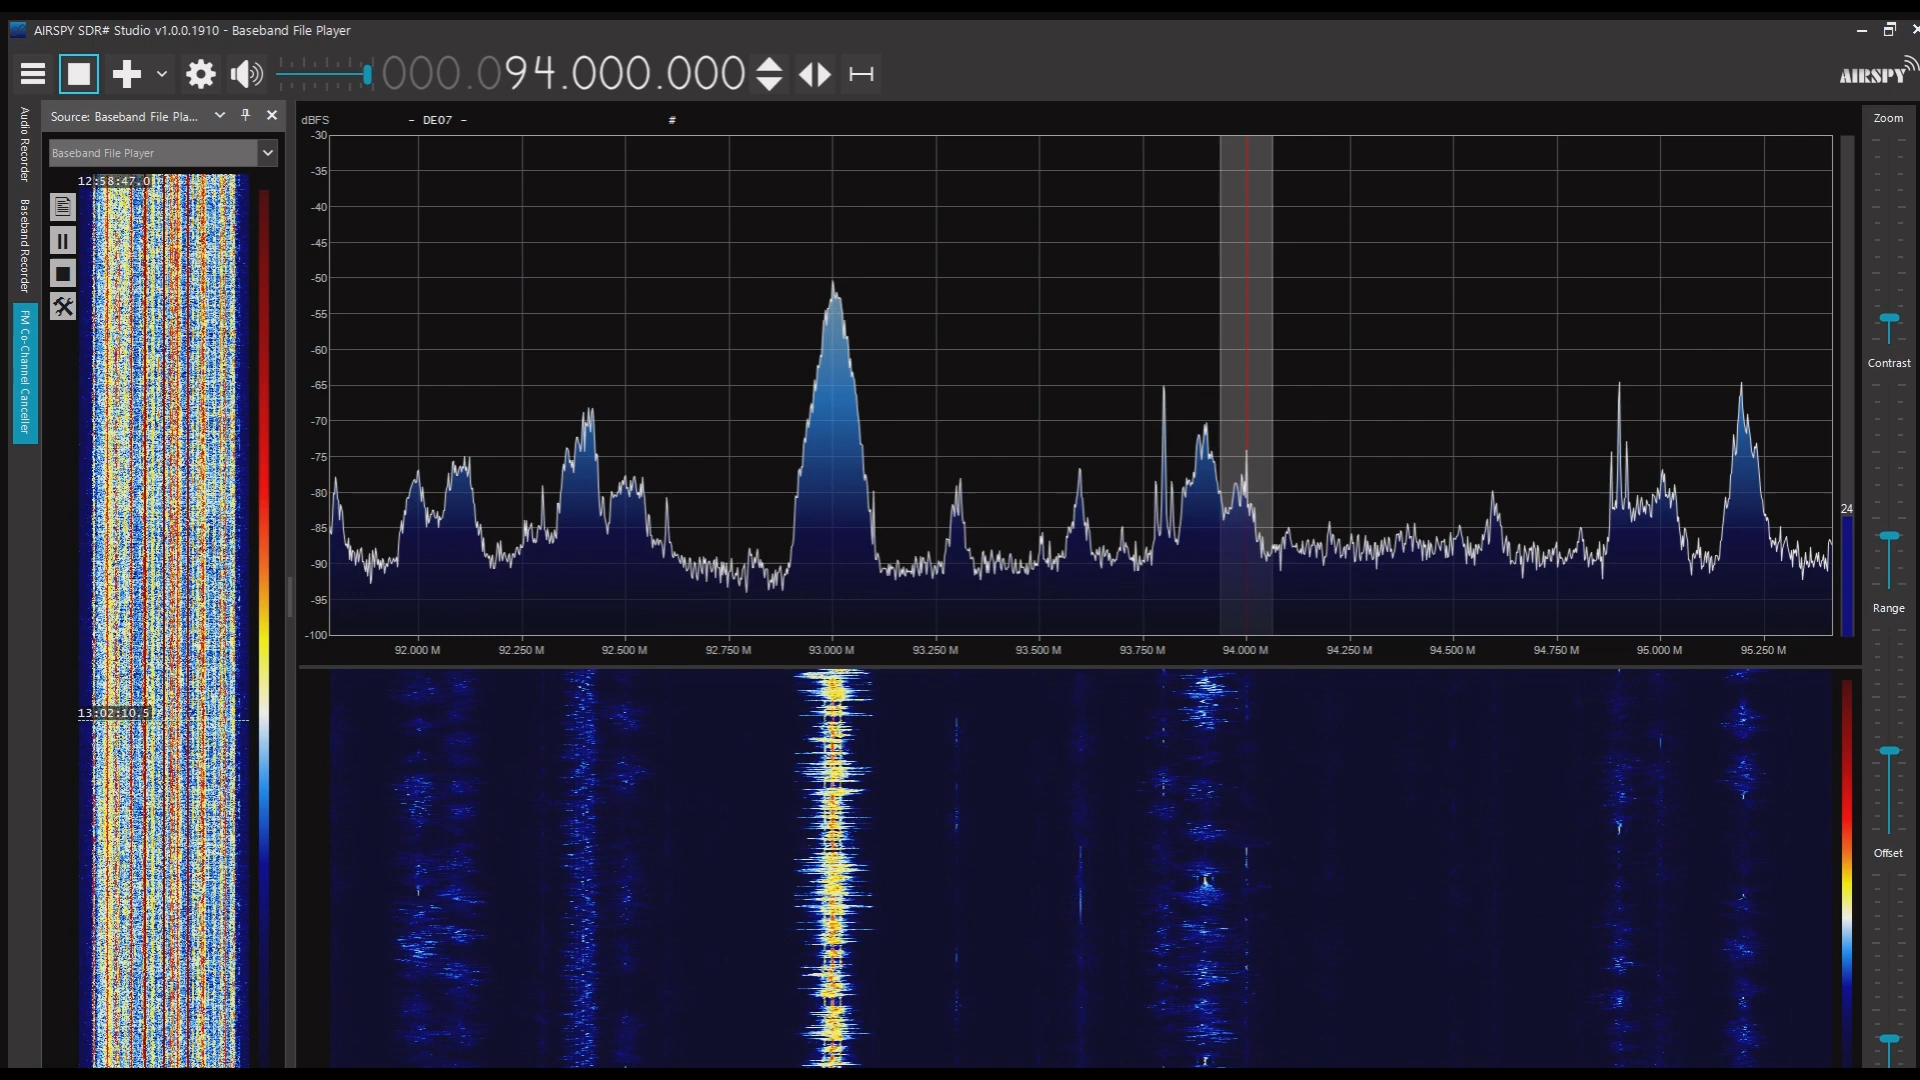 AIRSPY SDR# Studio v1.0.0.1910 - Baseband File Player
000.094.000.000
AIRSPY
Source: Baseband File Pla...
Baseband File Player
Audio Recorder
Baseband Recorder
FM Co-Channel Canceller
12:58:47.0
13:02:10.5
dBFS
- DE07 -
#
-30
-35
-40
-45
-50
-55
-60
-65
-70
-75
-80
-85
-90
-95
-100
92.000 M
92.250 M
92.500 M
92.750 M
93.000 M
93.250 M
93.500 M
93.750 M
94.000 M
94.250 M
94.500 M
94.750 M
95.000 M
95.250 M
24
Zoom
Contrast
Range
Offset